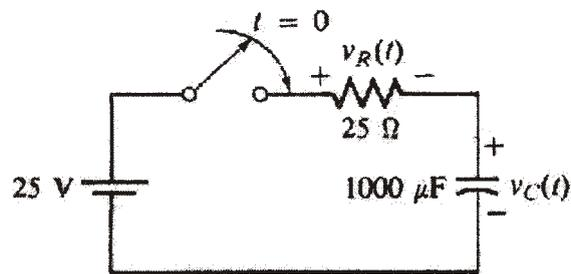 t = 0
+ v_R(t) −
25 Ω
25 V
1000 μF
+
v_C(t)
−